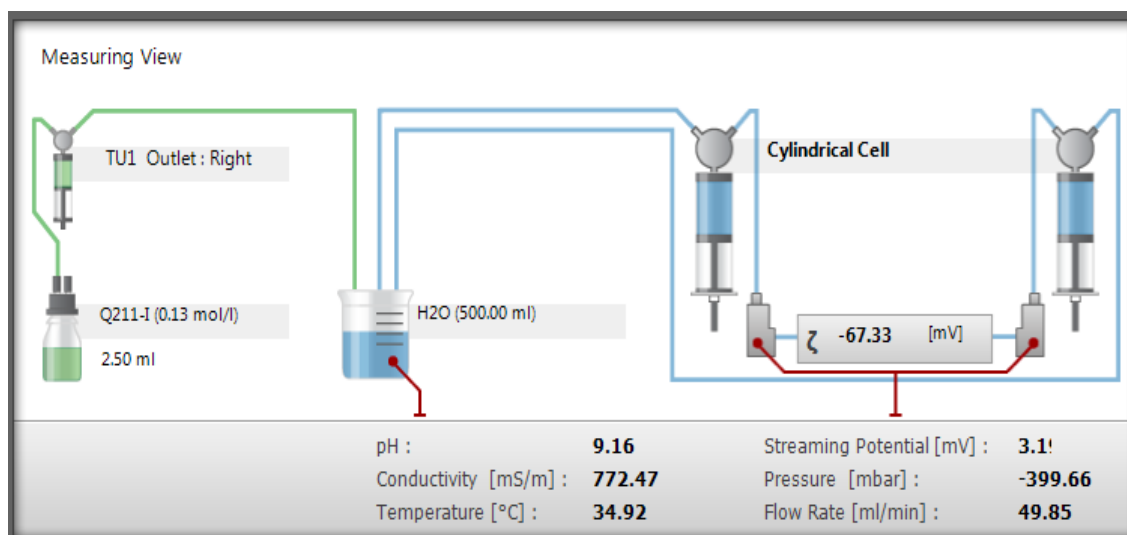 Measuring View
TU1 Outlet : Right
Cylindrical Cell
Q211-I (0.13 mol/l)
2.50 ml
H2O (500.00 ml)
ζ -67.33 [mV]
pH : 9.16
Conductivity [mS/m] : 772.47
Temperature [°C] : 34.92
Streaming Potential [mV] :
Pressure [mbar] : -399.66
Flow Rate [ml/min] : 49.85